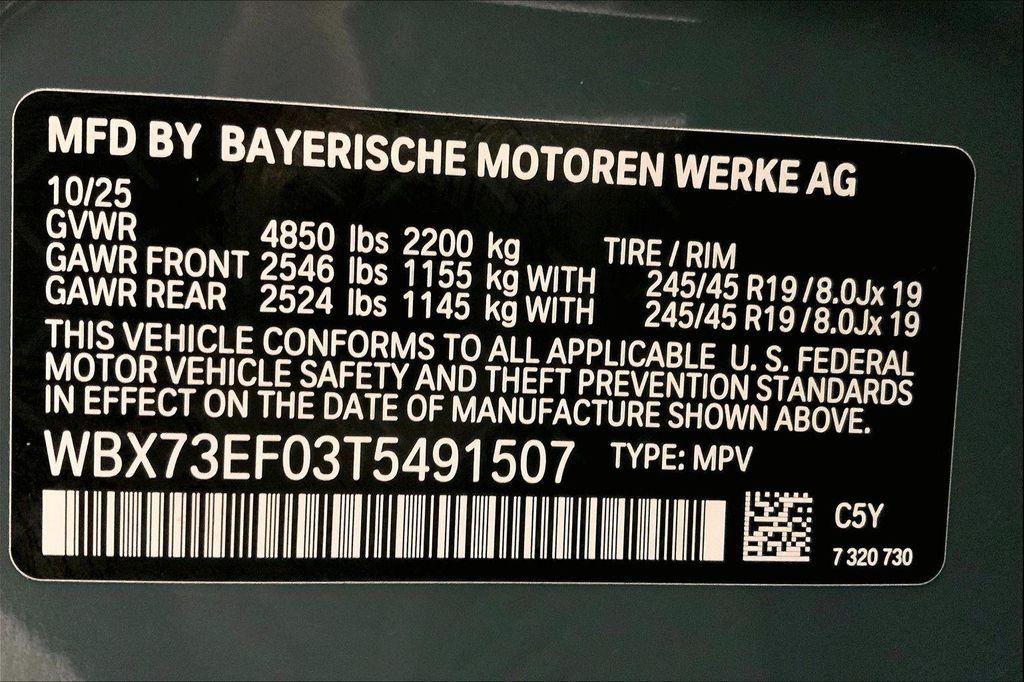 MFD BY BAYERISCHE MOTOREN WERKE AG
10/25
GVWR 4850 lbs 2200 kg TIRE / RIM
GAWR FRONT 2546 lbs 1155 kg WITH 245/45 R19 / 8.0Jx 19
GAWR REAR 2524 lbs 1145 kg WITH 245/45 R19 / 8.0Jx 19
THIS VEHICLE CONFORMS TO ALL APPLICABLE U. S. FEDERAL
MOTOR VEHICLE SAFETY AND THEFT PREVENTION STANDARDS
IN EFFECT ON THE DATE OF MANUFACTURE SHOWN ABOVE.
WBX73EF03T5491507 TYPE: MPV
C5Y
7 320 730